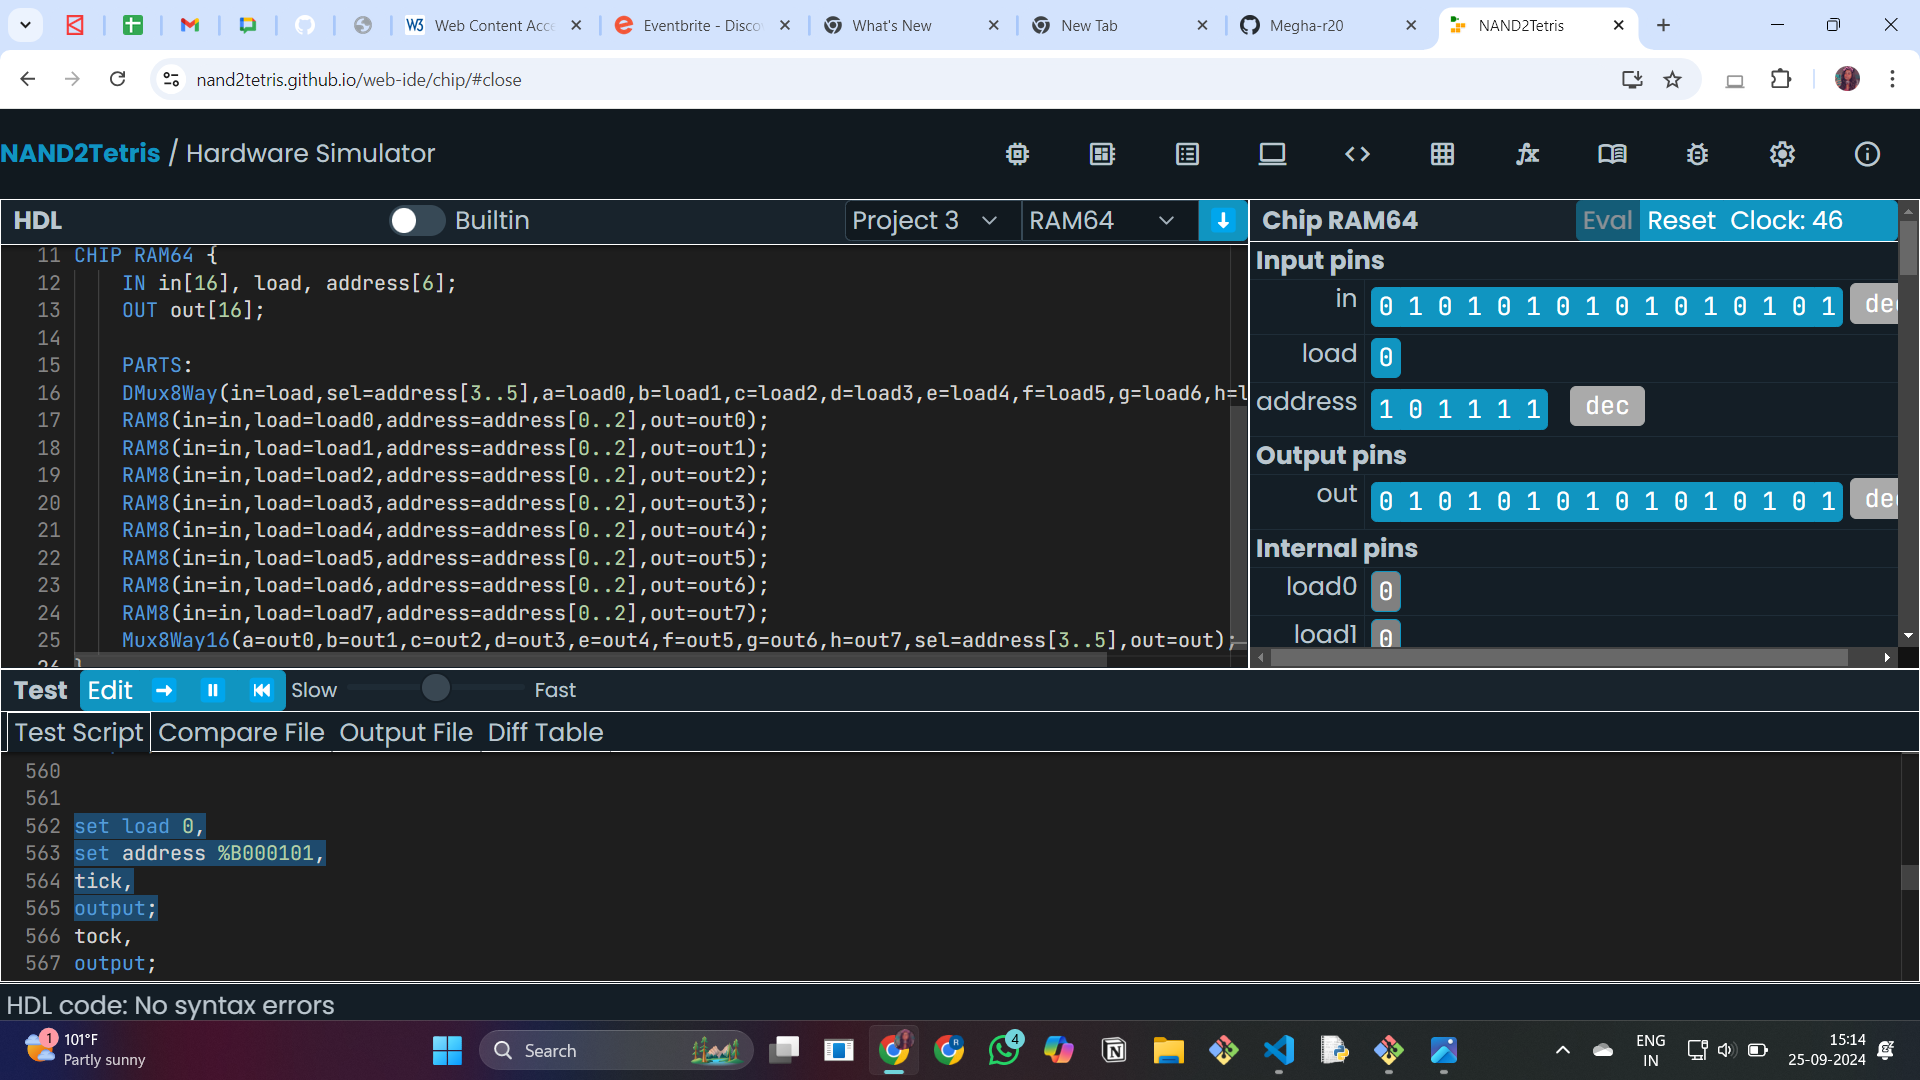 Web Content Acce
Eventbrite - Disco
What's New
New Tab
Megha-r20
NAND2Tetris
nand2tetris.github.io/web-ide/chip/#close
NAND2Tetris / Hardware Simulator
HDL
Builtin
Project 3
RAM64
11 CHIP RAM64 {
12 IN in[16], load, address[6];
13 OUT out[16];
14
15 PARTS:
16 DMux8Way(in=load,sel=address[3..5],a=load0,b=load1,c=load2,d=load3,e=load4,f=load5,g=load6,h=l
17 RAM8(in=in,load=load0,address=address[0..2],out=out0);
18 RAM8(in=in,load=load1,address=address[0..2],out=out1);
19 RAM8(in=in,load=load2,address=address[0..2],out=out2);
20 RAM8(in=in,load=load3,address=address[0..2],out=out3);
21 RAM8(in=in,load=load4,address=address[0..2],out=out4);
22 RAM8(in=in,load=load5,address=address[0..2],out=out5);
23 RAM8(in=in,load=load6,address=address[0..2],out=out6);
24 RAM8(in=in,load=load7,address=address[0..2],out=out7);
25 Mux8Way16(a=out0,b=out1,c=out2,d=out3,e=out4,f=out5,g=out6,h=out7,sel=address[3..5],out=out);
26 }
Chip RAM64
Eval
Reset
Clock: 46
Input pins
in 0 1 0 1 0 1 0 1 0 1 0 1 0 1 0 1 dec
load 0
address 1 0 1 1 1 1 dec
Output pins
out 0 1 0 1 0 1 0 1 0 1 0 1 0 1 0 1 dec
Internal pins
load0 0
load1 0
Test
Edit
Slow
Fast
Test Script
Compare File
Output File
Diff Table
560
561
562 set load 0,
563 set address %B000101,
564 tick,
565 output;
566 tock,
567 output;
HDL code: No syntax errors
1
101°F
Partly sunny
Search
4
ENG
IN
15:14
25-09-2024